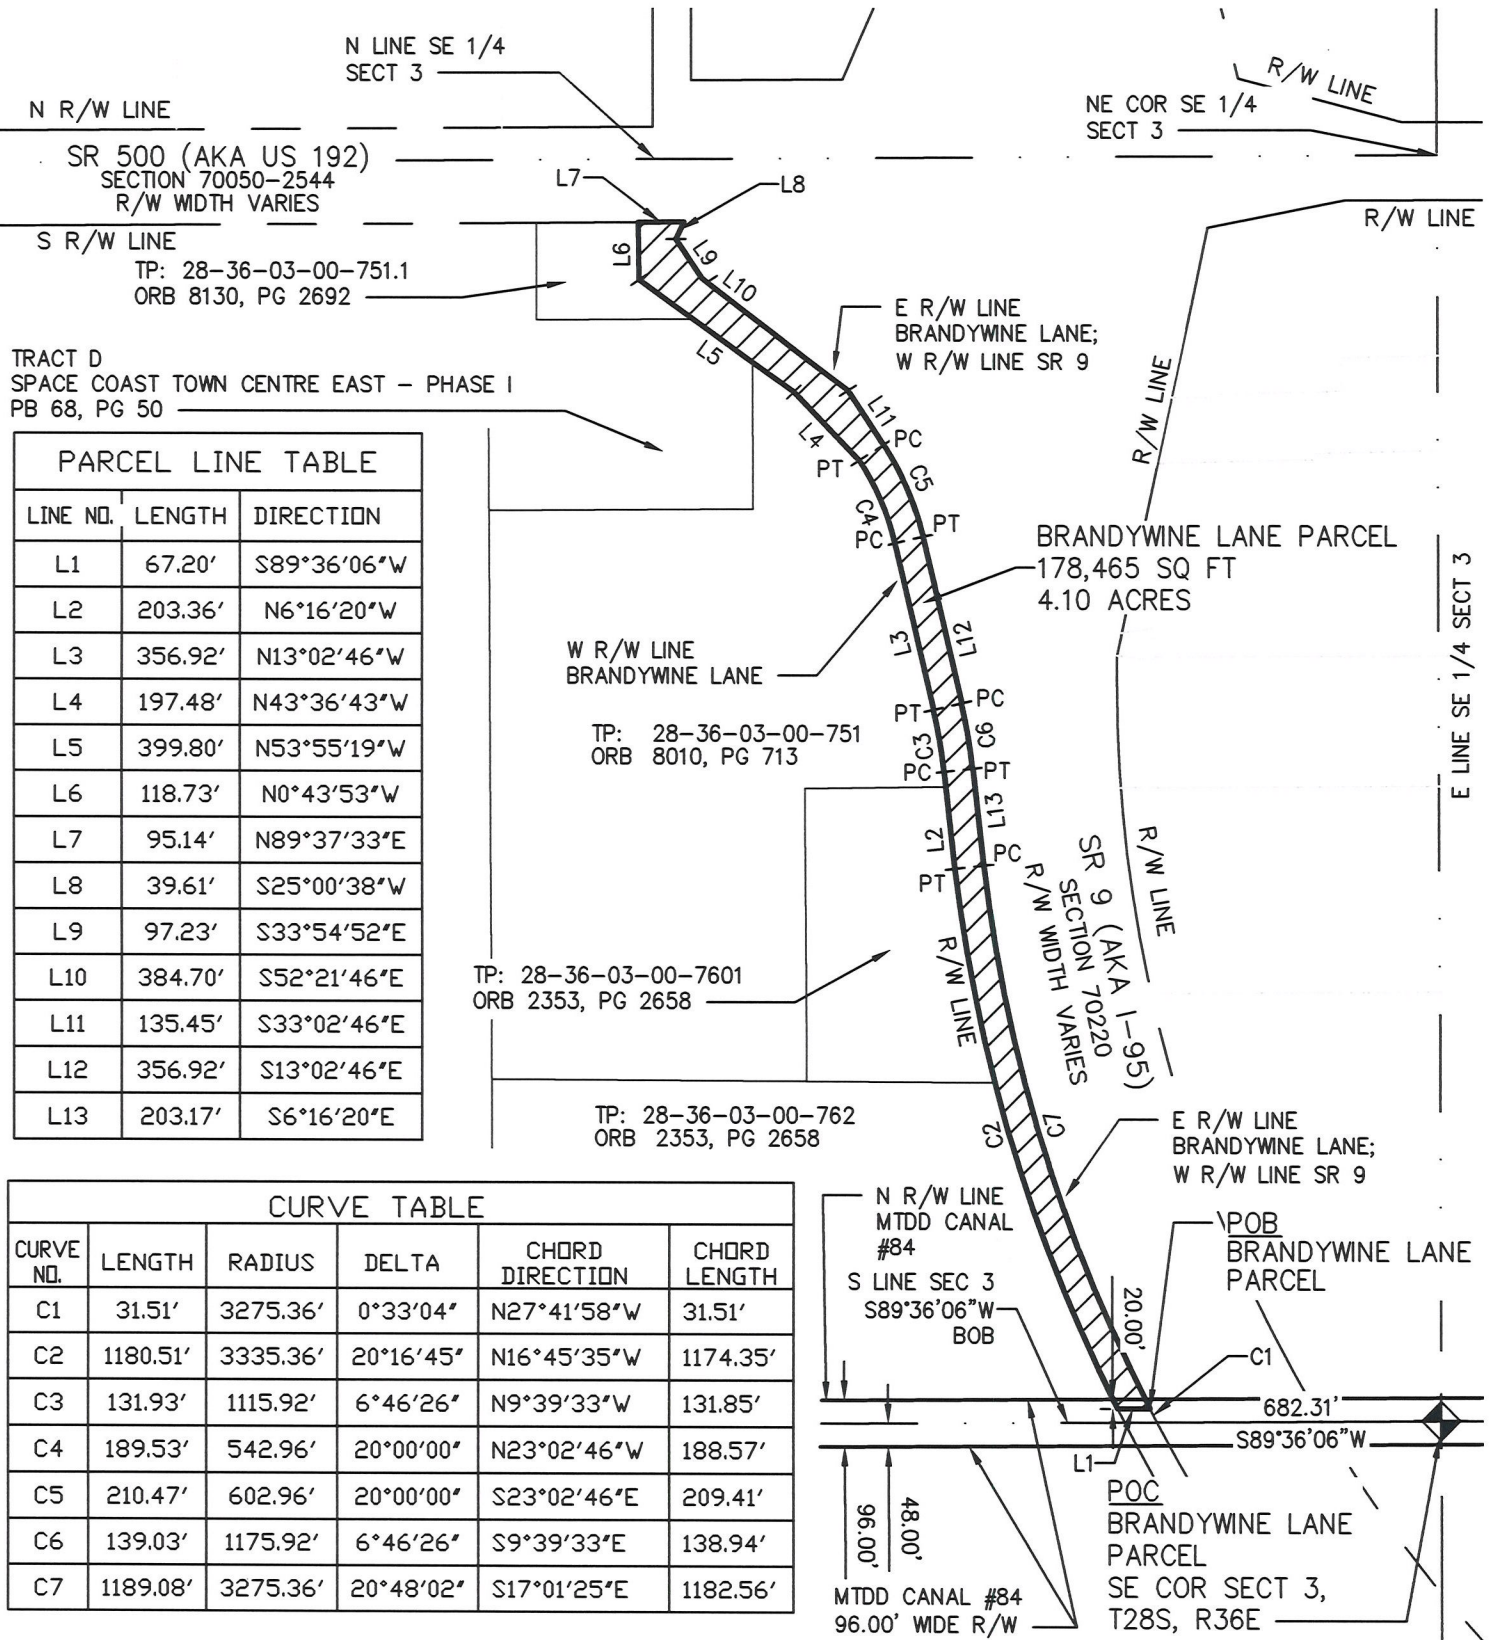 N LINE SE 1/4
SECT 3
R/W LINE
NE COR SE 1/4
SECT 3
N R/W LINE
SR 500 (AKA US 192)
SECTION 70050-2544
R/W WIDTH VARIES
S R/W LINE
L7
L8
R/W LINE
TP: 28-36-03-00-751.1
ORB 8130, PG 2692
L6
L9
L10
E R/W LINE
BRANDYWINE LANE;
W R/W LINE SR 9
L5
R/W LINE
TRACT D
SPACE COAST TOWN CENTRE EAST - PHASE I
PB 68, PG 50
L11
L4
PC
PT
C5
C4
PC
PT
BRANDYWINE LANE PARCEL
178,465 SQ FT
4.10 ACRES
E LINE SE 1/4 SECT 3
PARCEL LINE TABLE
LINE NO. LENGTH DIRECTION
L1 67.20' S89°36'06"W
L2 203.36' N6°16'20"W
L3 356.92' N13°02'46"W
L4 197.48' N43°36'43"W
L5 399.80' N53°55'19"W
L6 118.73' N0°43'53"W
L7 95.14' N89°37'33"E
L8 39.61' S25°00'38"W
L9 97.23' S33°54'52"E
L10 384.70' S52°21'46"E
L11 135.45' S33°02'46"E
L12 356.92' S13°02'46"E
L13 203.17' S6°16'20"E
W R/W LINE
BRANDYWINE LANE
L3
L12
TP: 28-36-03-00-751
ORB 8010, PG 713
PT
PC
C3
C6
PC
PT
L2
L13
PT
PC
R/W LINE
SR 9 (AKA I-95)
SECTION 70220
R/W WIDTH VARIES
TP: 28-36-03-00-7601
ORB 2353, PG 2658
R/W LINE
TP: 28-36-03-00-762
ORB 2353, PG 2658
C2
C7
E R/W LINE
BRANDYWINE LANE;
W R/W LINE SR 9
CURVE TABLE
CURVE NO. LENGTH RADIUS DELTA CHORD DIRECTION CHORD LENGTH
C1 31.51' 3275.36' 0°33'04" N27°41'58"W 31.51'
C2 1180.51' 3335.36' 20°16'45" N16°45'35"W 1174.35'
C3 131.93' 1115.92' 6°46'26" N9°39'33"W 131.85'
C4 189.53' 542.96' 20°00'00" N23°02'46"W 188.57'
C5 210.47' 602.96' 20°00'00" S23°02'46"E 209.41'
C6 139.03' 1175.92' 6°46'26" S9°39'33"E 138.94'
C7 1189.08' 3275.36' 20°48'02" S17°01'25"E 1182.56'
N R/W LINE
MTDD CANAL
#84
S LINE SEC 3
S89°36'06"W
BOB
POB
BRANDYWINE LANE
PARCEL
20.00'
C1
682.31'
S89°36'06"W
L1
48.00'
96.00'
MTDD CANAL #84
96.00' WIDE R/W
POC
BRANDYWINE LANE
PARCEL
SE COR SECT 3,
T28S, R36E